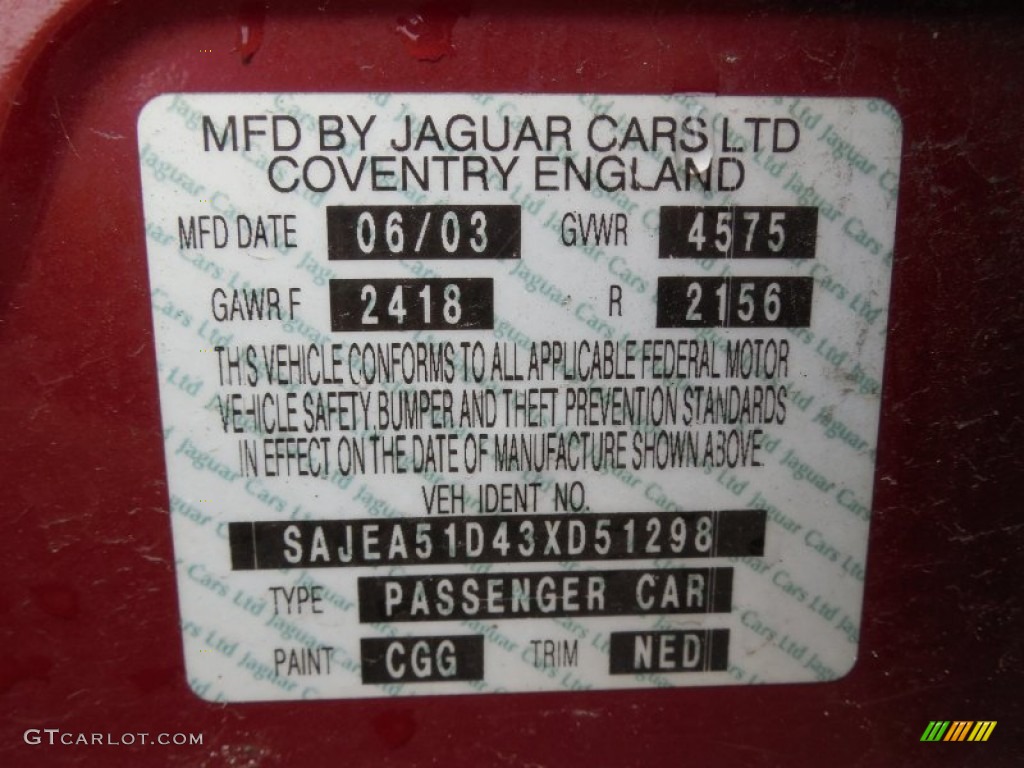 MFD BY JAGUAR CARS LTD
COVENTRY ENGLAND
MFD DATE 06/03 GVWR 4575
GAWR F 2418 R 2156
THIS VEHICLE CONFORMS TO ALL APPLICABLE FEDERAL MOTOR
VEHICLE SAFETY, BUMPER, AND THEFT PREVENTION STANDARDS
IN EFFECT ON THE DATE OF MANUFACTURE SHOWN ABOVE.
VEH IDENT NO.
SAJEA51D43XD51298
TYPE PASSENGER CAR
PAINT CGG TRIM NED
GTCARLOT.COM